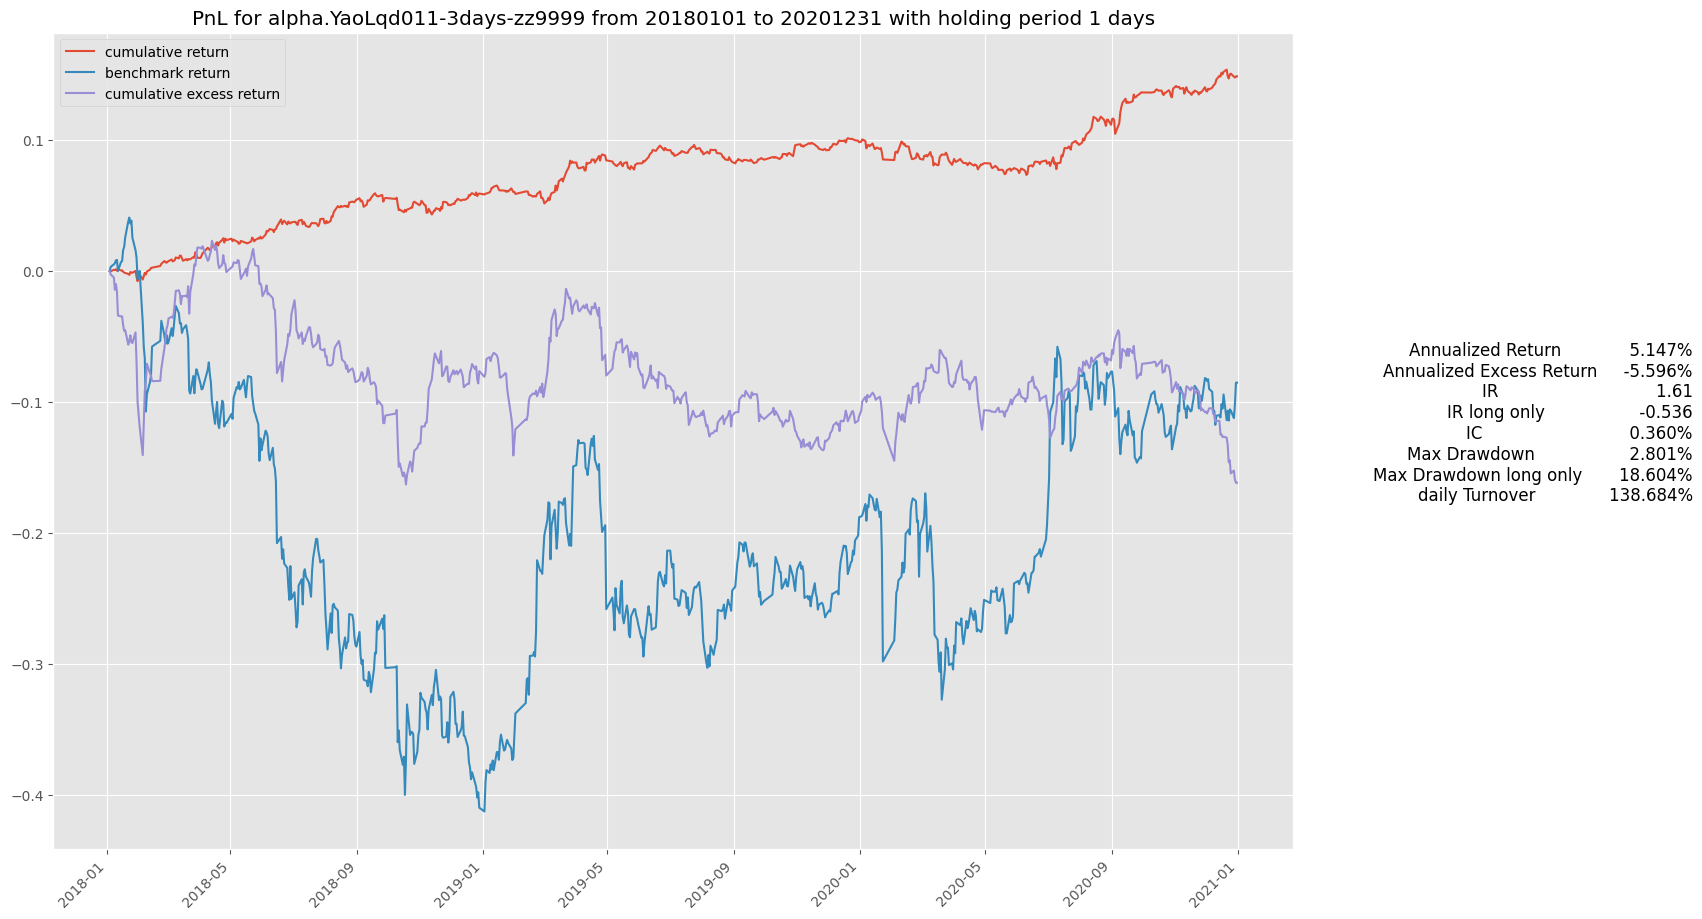 PnL for alpha.YaoLqd011-3days-zz9999 from 20180101 to 20201231 with holding period 1 days
cumulative return
benchmark return
cumulative excess return
0.1
0.0
−0.1
−0.2
−0.3
−0.4
2018-01
2018-05
2018-09
2019-01
2019-05
2019-09
2020-01
2020-05
2020-09
2021-01
Annualized Return 5.147%
Annualized Excess Return -5.596%
IR 1.61
IR long only -0.536
IC 0.360%
Max Drawdown 2.801%
Max Drawdown long only 18.604%
daily Turnover 138.684%